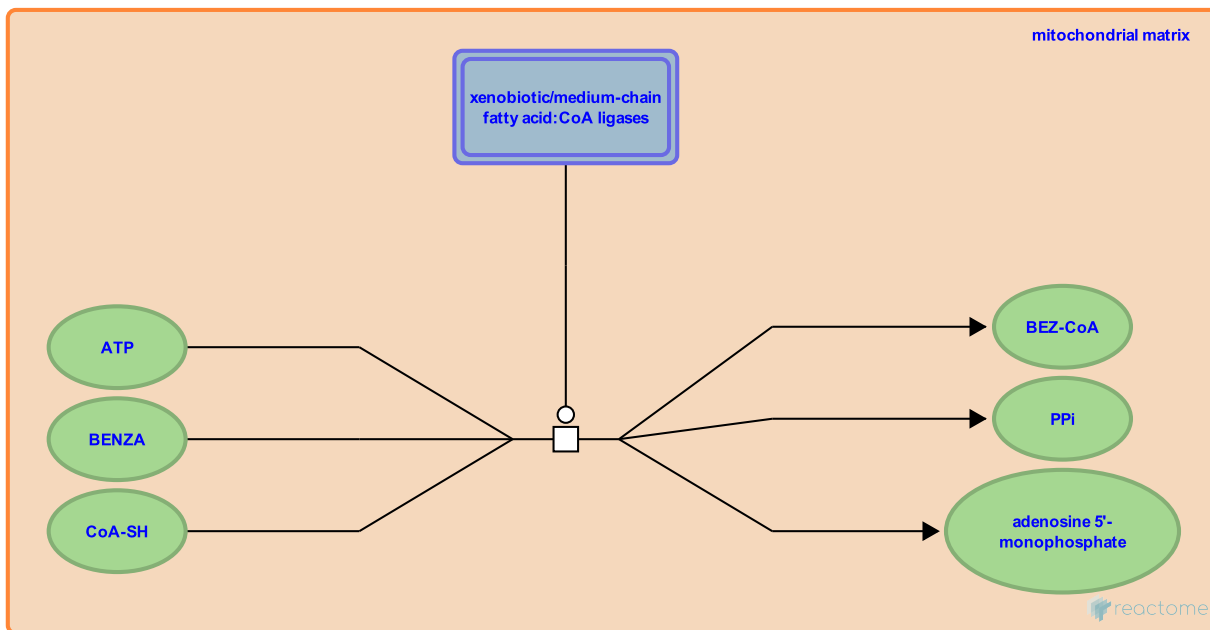 mitochondrial matrix
xenobiotic/medium-chain
fatty acid:CoA ligases
ATP
BENZA
CoA-SH
BEZ-CoA
PPi
adenosine 5'-
monophosphate
reactome